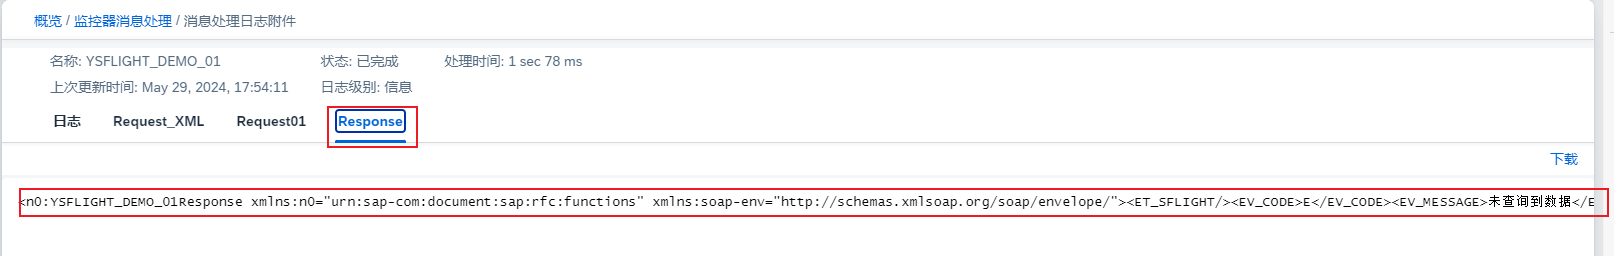 概览 / 监控器消息处理 / 消息处理日志附件
名称: YSFLIGHT_DEMO_01 状态: 已完成 处理时间: 1 sec 78 ms
上次更新时间: May 29, 2024, 17:54:11 日志级别: 信息
日志 Request_XML Request01 Response
下载
<n0:YSFLIGHT_DEMO_01Response xmlns:n0="urn:sap-com:document:sap:rfc:functions" xmlns:soap-env="http://schemas.xmlsoap.org/soap/envelope/"><ET_SFLIGHT/><EV_CODE>E</EV_CODE><EV_MESSAGE>未查询到数据</E